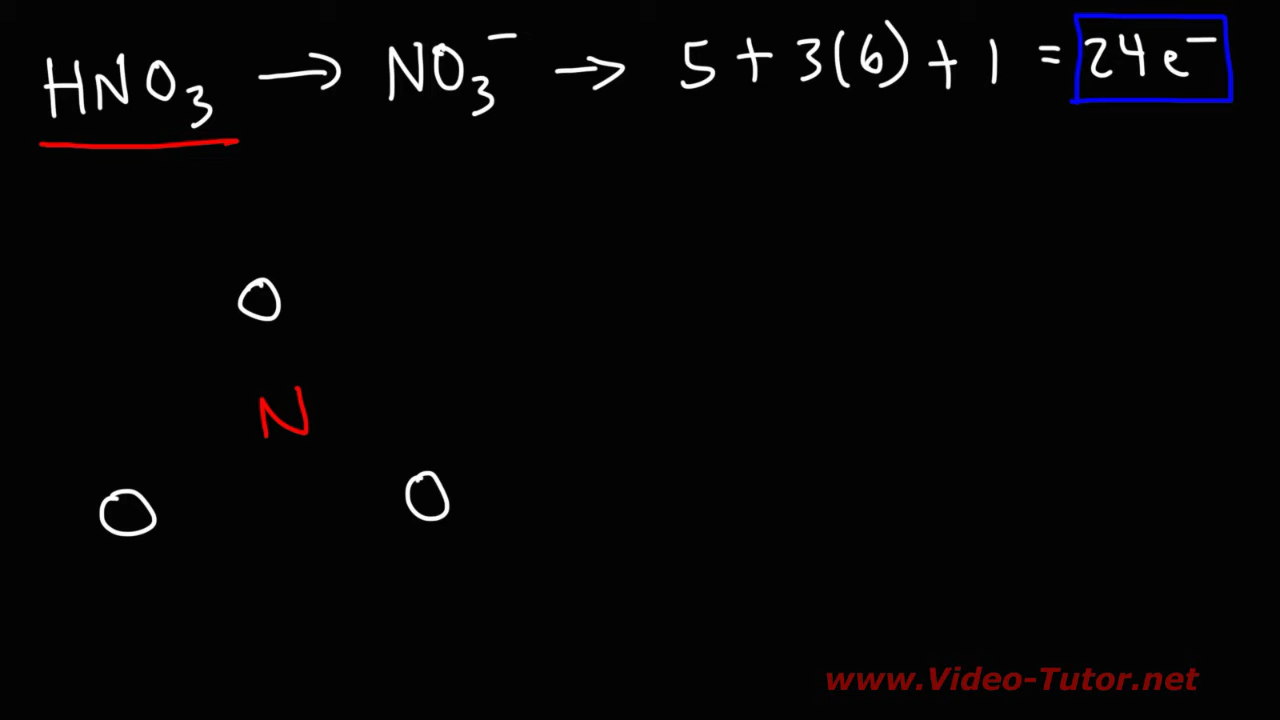 HNO₃ → NO₃⁻ → 5 + 3(6) + 1 = 24e⁻
O
N
O O
www.Video-Tutor.net